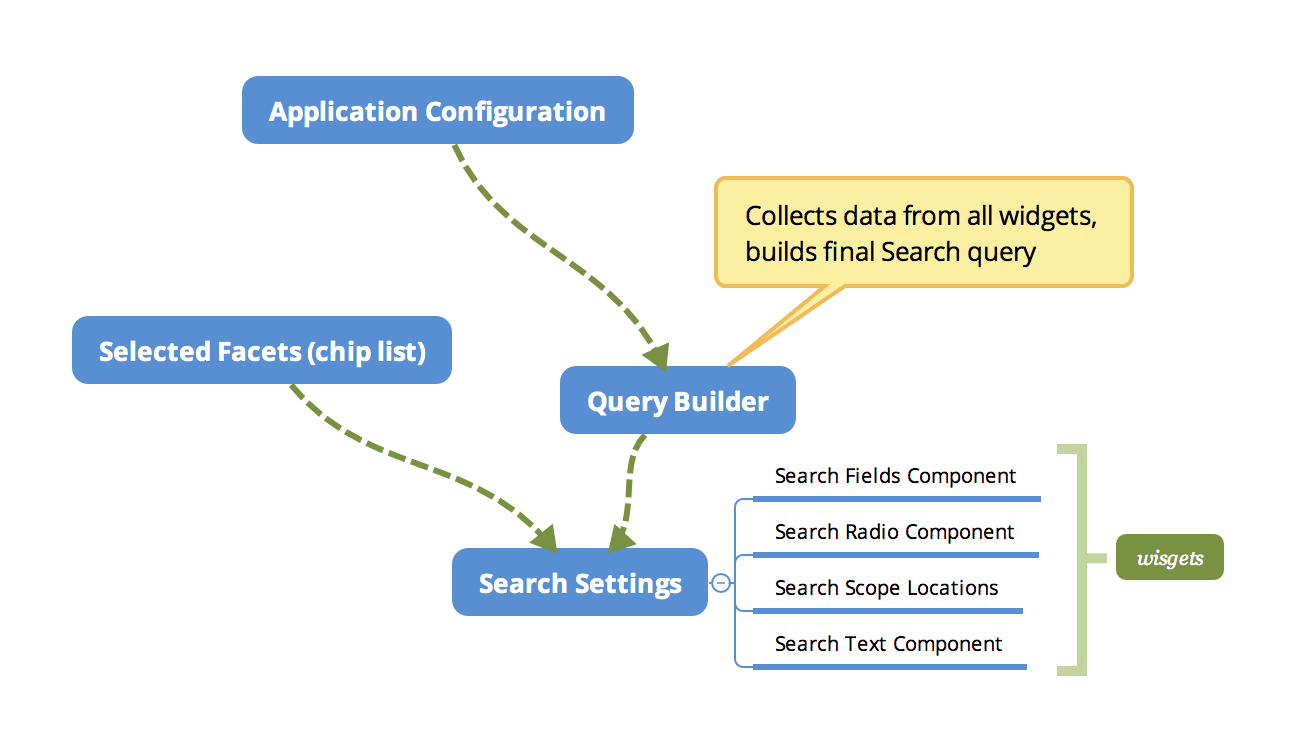 Application Configuration
Collects data from all widgets,
builds final Search query
Selected Facets (chip list)
Query Builder
Search Fields Component
Search Radio Component
wisgets
Search Settings
Search Scope Locations
Search Text Component